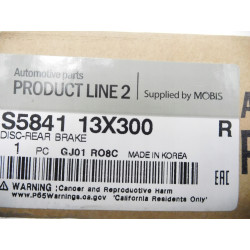 Automotive parts
PRODUCT LINE 2
Supplied by MOBIS
S5841 13X300
R
DISC-REAR BRAKE
1 PC GJ01 RO8C MADE IN KOREA
WARNING :Cancer and Reproductive Harm
www.P65Warnings.ca.gov "California Residents Only"
EAC